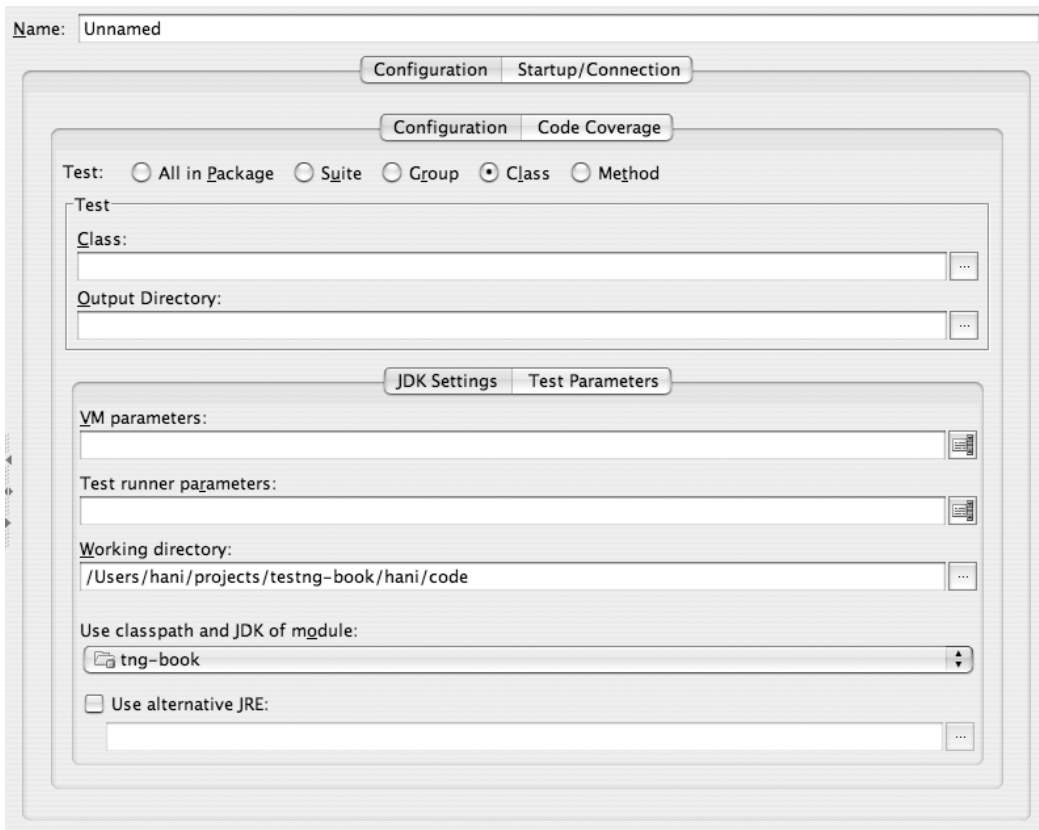 Name: Unnamed
Configuration Startup/Connection
Configuration Code Coverage
Test: All in Package Suite Group Class Method
Test
Class:
...
Output Directory:
...
JDK Settings Test Parameters
VM parameters:
Test runner parameters:
Working directory:
/Users/hani/projects/testng-book/hani/code ...
Use classpath and JDK of module:
tng-book
Use alternative JRE:
...